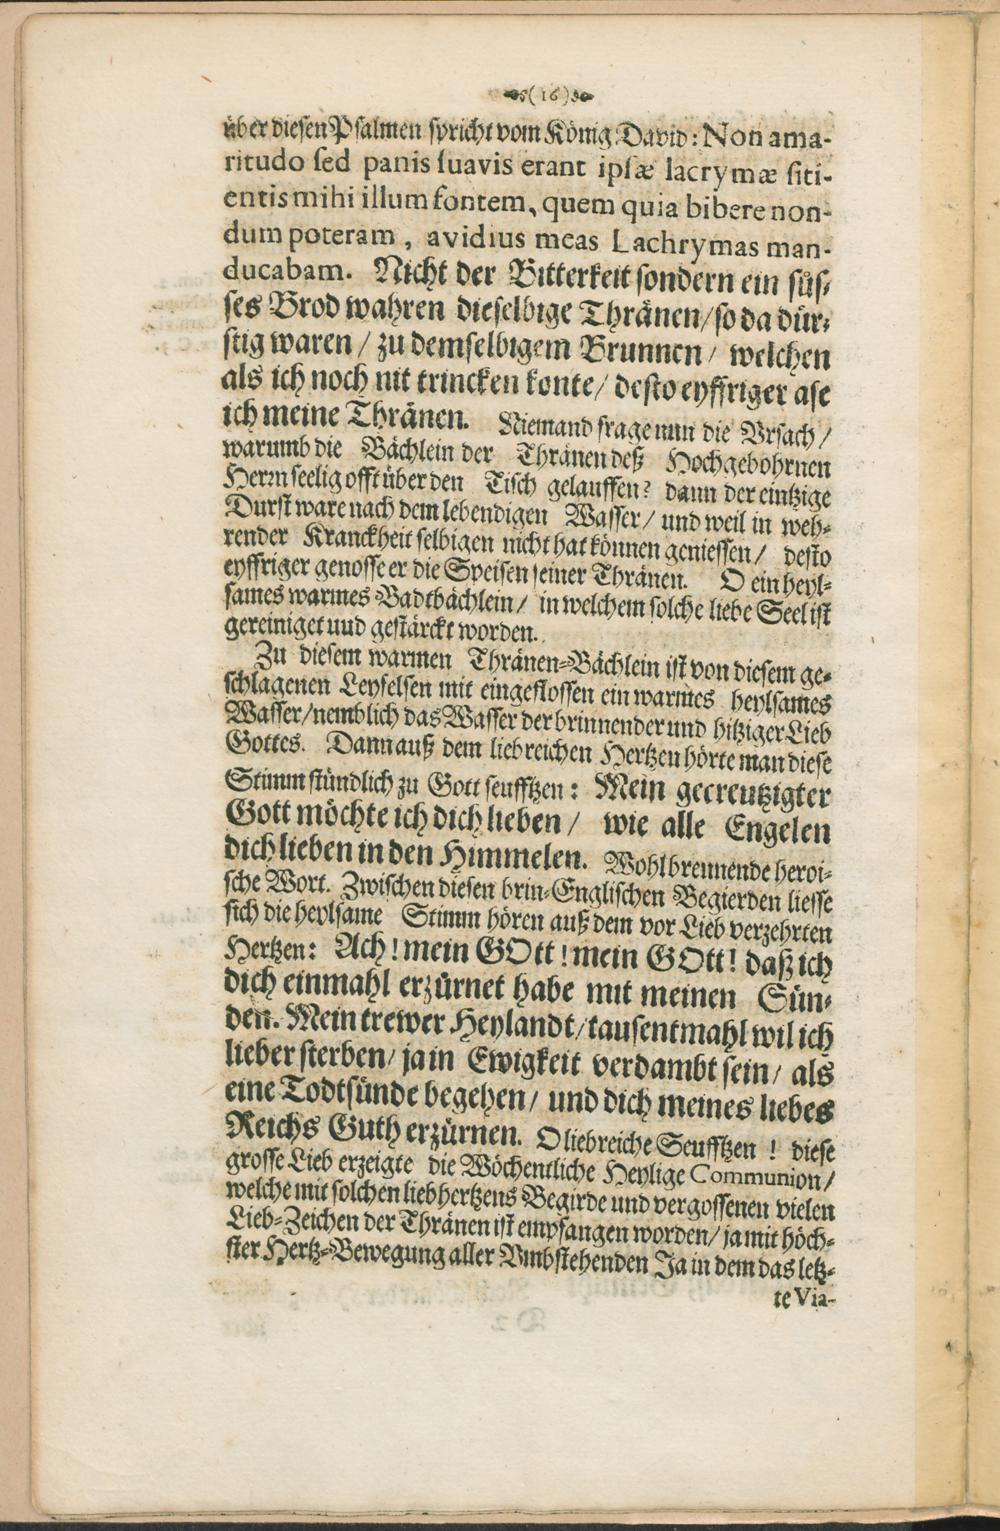 (16)
über diesen Psalmen spricht vom König David: Non ama-
ritudo sed panis suavis erant ipsæ lacrymæ siti-
entis mihi illum fontem, quem quia bibere non-
dum poteram, avidius meas Lachrymas man-
ducabam. Nicht der Bitterkeit sondern ein süs-
ses Brod wahren dieselbige Thränen/ so da dür-
stig waren / zu demselbigem Brunnen / welchen
als ich noch nit trincken konte/ desto eyffriger ase
ich meine Thränen. Niemand frage nun die Vrsach /
warumb die Bächlein der Thränen deß Hochgebohrnen
Herrn seelig offt über den Tisch gelauffen? dann der eintzige
Durst ware nach dem lebendigen Wasser / und weil in weh-
render Kranckheit selbigen nicht hat können geniessen / desto
eyffriger genosse er die Speisen seiner Thränen. O ein heyl-
sames warmes Badtbächlein / in welchem solche liebe Seel ist
gereiniget uud gestärckt worden.
Zu diesem warmen Thränen-Bächlein ist von diesem ge-
schlagenen Leyfelsen mit eingeflossen ein warmes heylsames
Wasser/ nemblich das Wasser der brinnender und hitziger Lieb
Gottes. Dann auß dem liebreichen Hertzen hörte man diese
Stimm stündlich zu Gott seufftzen: Mein gecreutzigter
Gott möchte ich dich lieben / wie alle Engelen
dich lieben in den Himmelen. Wohl brennende heroi-
sche Wort. Zwischen diesen brin-Englischen Begierden liesse
sich die heylsame Stimm hören auß dem vor Lieb verzehrten
Hertzen: Ach! mein GOtt! mein GOtt! daß ich
dich einmahl erzürnet habe mit meinen Sün-
den. Mein trewer Heylandt/ tausentmahl wil ich
lieber sterben/ ja in Ewigkeit verdambt sein/ als
eine Todtsünde begehen/ und dich meines liebes
Reichs Guth erzürnen. O liebreiche Seufftzen ! diese
grosse Lieb erzeigte die Wöchentliche Heylige Communion /
welche mit solchen liebhertzens Begirde und vergossenen vielen
Lieb-Zeichen der Thränen ist empfangen worden/ ja mit höch-
ster Hertz-Bewegung aller Vmbstehenden Ja in dem das letz-
te Via-